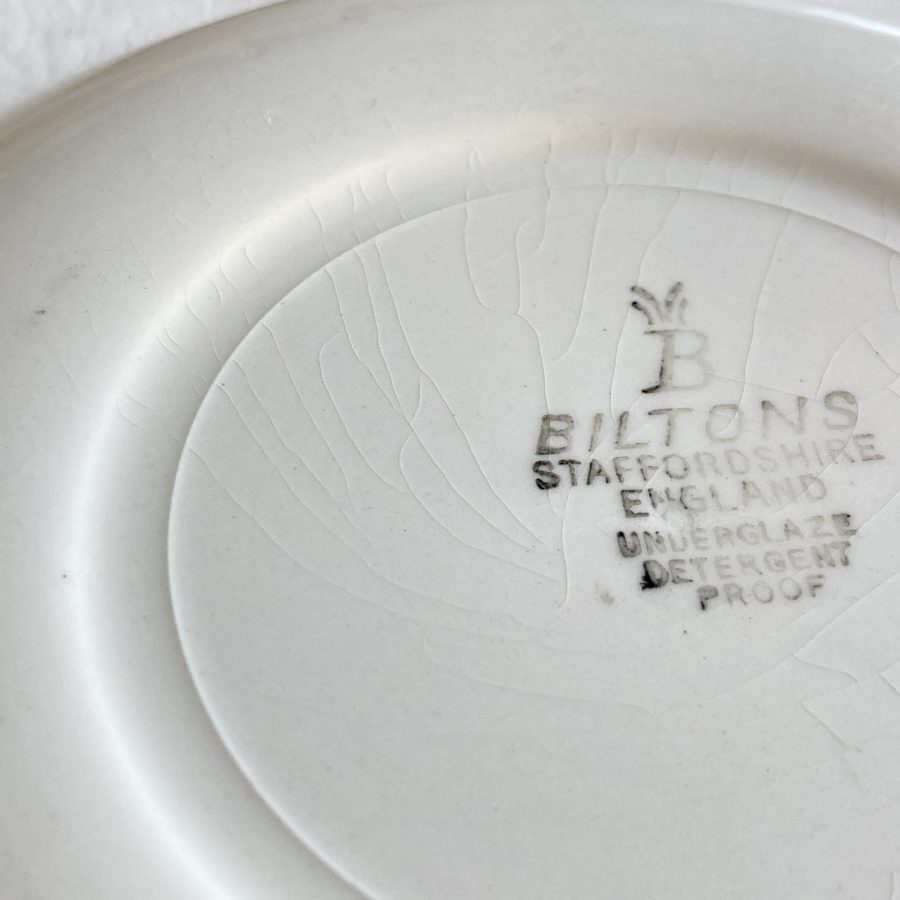 B
BILTONS
STAFFORDSHIRE
ENGLAND
UNDERGLAZE
DETERGENT
PROOF